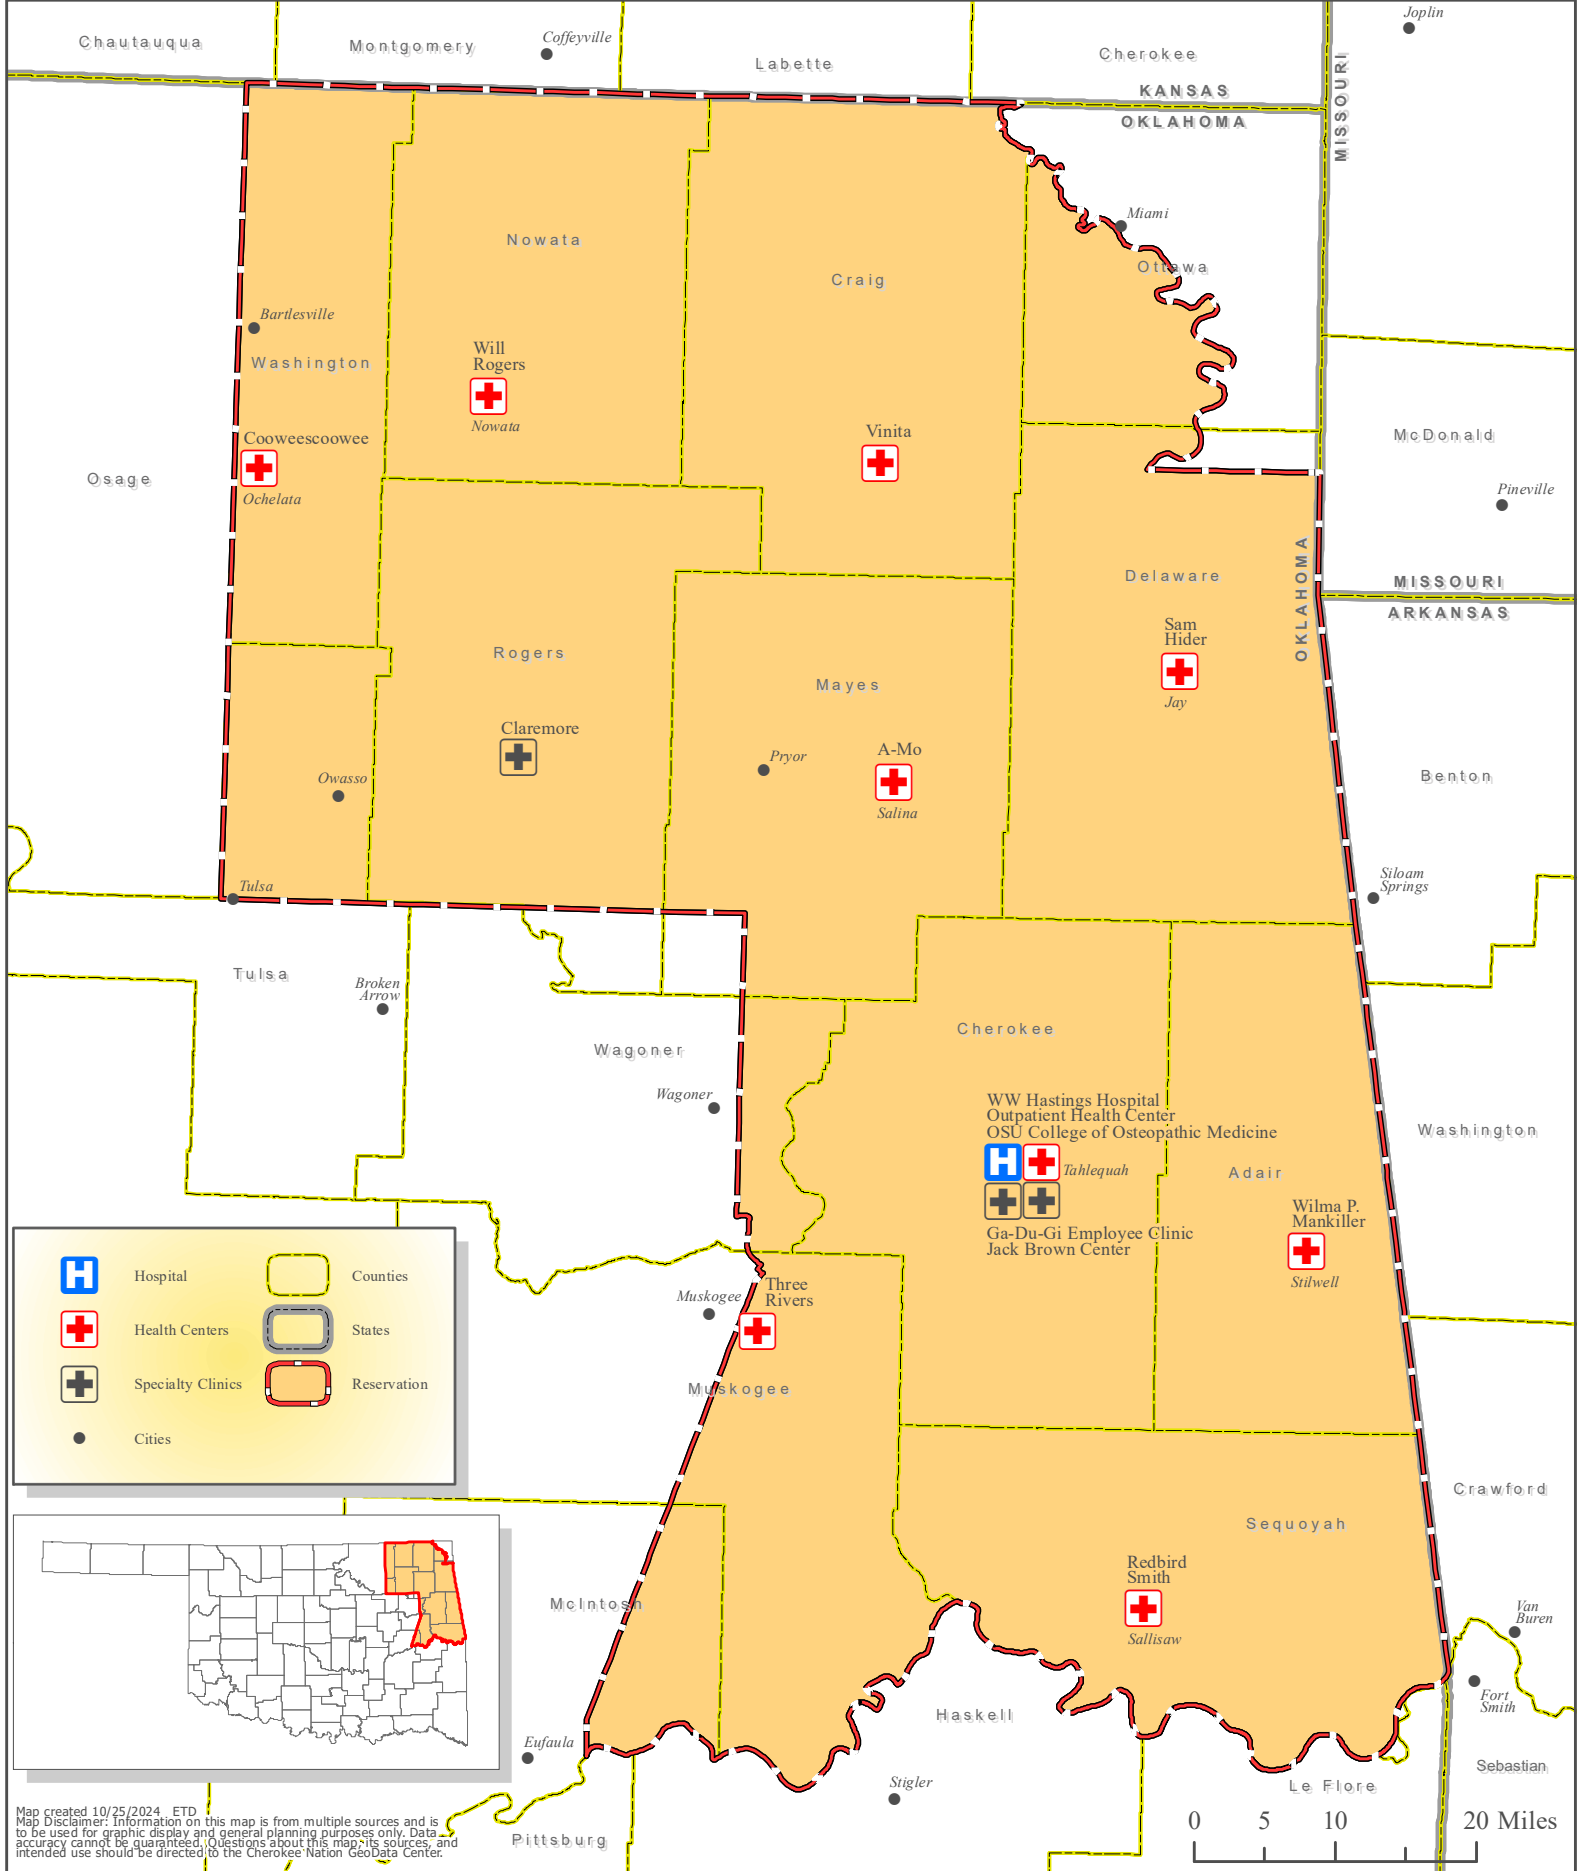 Joplin
Chautauqua
Montgomery
Coffeyville
Labette
Cherokee
KANSAS
OKLAHOMA
MISSOURI
Miami
Ottawa
Nowata
Craig
Bartlesville
Washington
Will
Rogers
Nowata
Cooweescoowee
Ochelata
Vinita
McDonald
Osage
Pineville
OKLAHOMA
Delaware
MISSOURI
ARKANSAS
Sam
Hider
Jay
Rogers
Mayes
Claremore
Pryor
A-Mo
Salina
Owasso
Benton
Tulsa
Siloam
Springs
Tulsa
Broken
Arrow
Wagoner
Cherokee
Wagoner
WW Hastings Hospital
Outpatient Health Center
OSU College of Osteopathic Medicine
Tahlequah
Ga-Du-Gi Employee Clinic
Jack Brown Center
Washington
Adair
Wilma P.
Mankiller
Stilwell
Three
Rivers
Muskogee
Muskogee
Hospital
Counties
Health Centers
States
Specialty Clinics
Reservation
Cities
Crawford
Sequoyah
Redbird
Smith
Sallisaw
McIntosh
Van
Buren
Fort
Smith
Haskell
Eufaula
Stigler
Sebastian
Le Flore
Pittsburg
0 5 10 20 Miles
Map created 10/25/2024 ETD
Map Disclaimer: Information on this map is from multiple sources and is
to be used for graphic display and general planning purposes only. Data
accuracy cannot be guaranteed. Questions about this map, its sources, and
intended use should be directed to the Cherokee Nation GeoData Center.